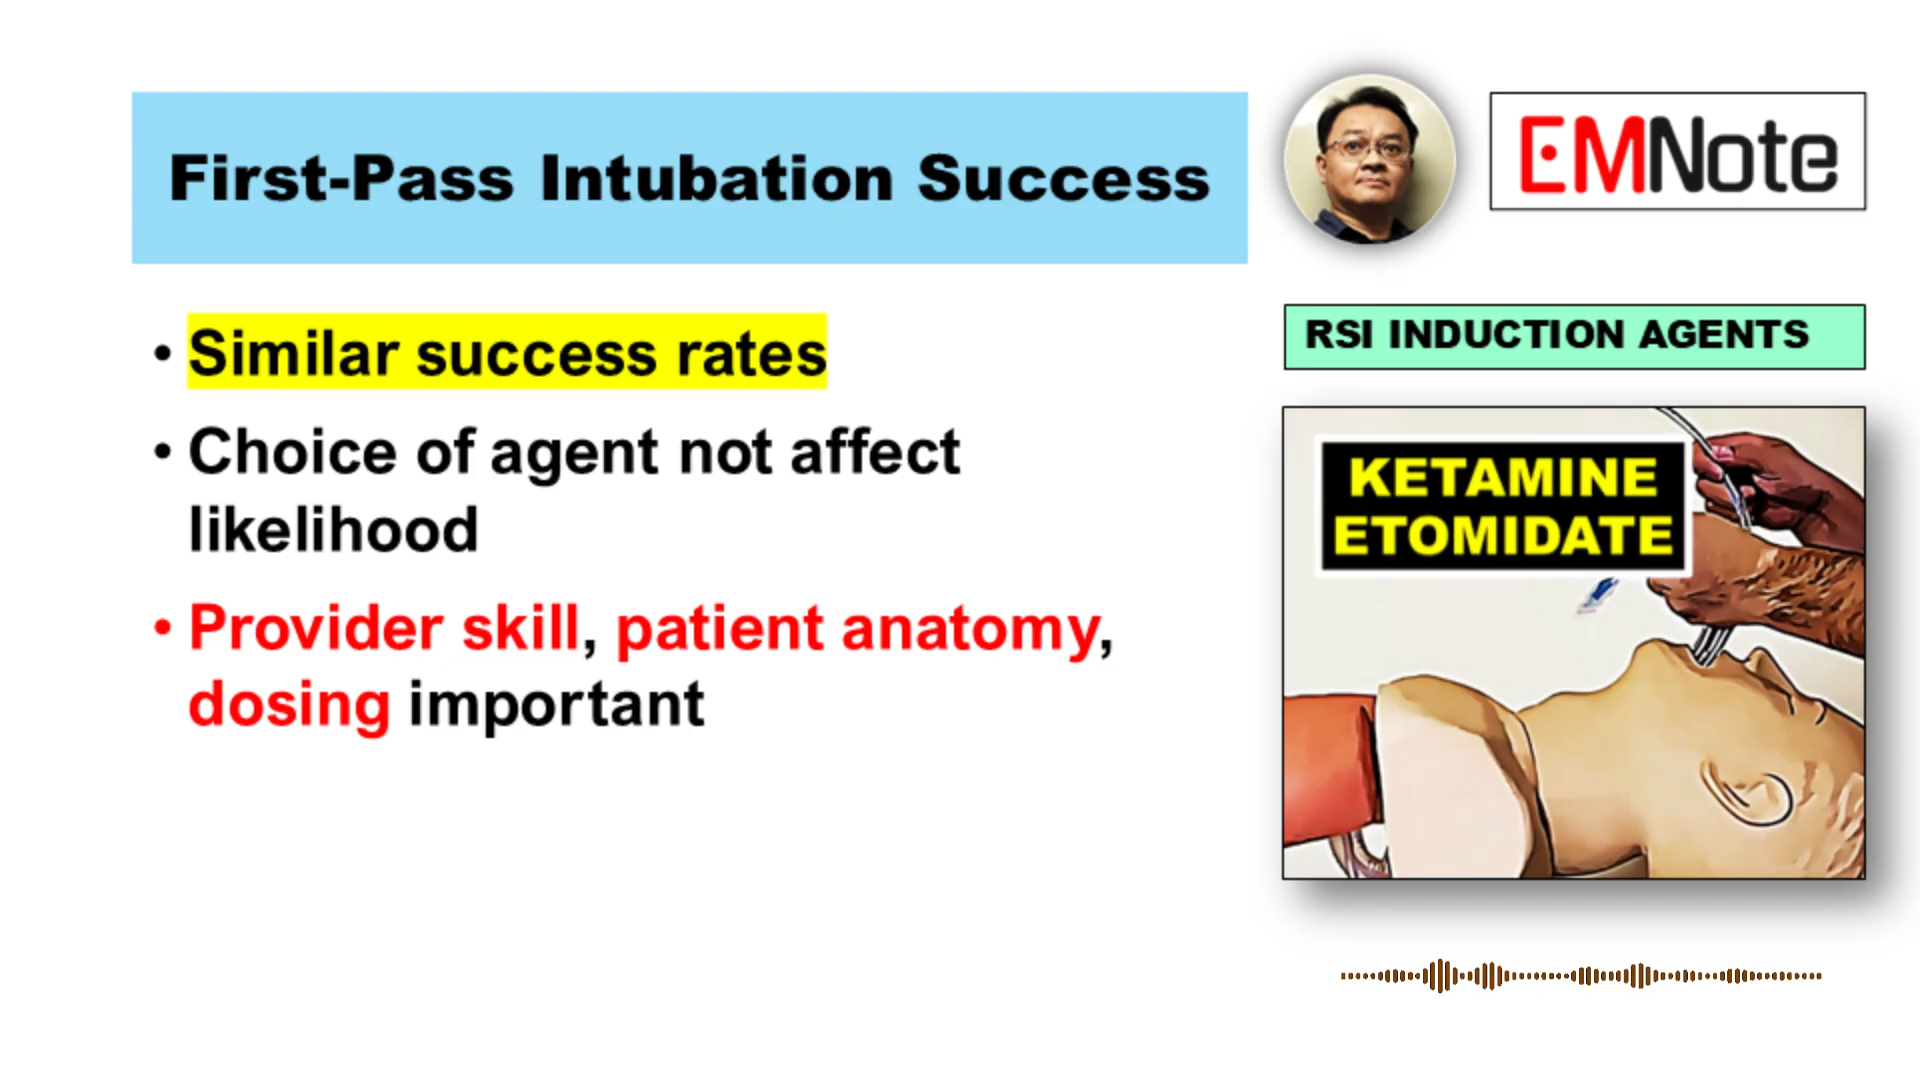 First-Pass Intubation Success
EMNote
• Similar success rates
• Choice of agent not affect
likelihood
• Provider skill, patient anatomy,
dosing important
RSI INDUCTION AGENTS
KETAMINE
ETOMIDATE